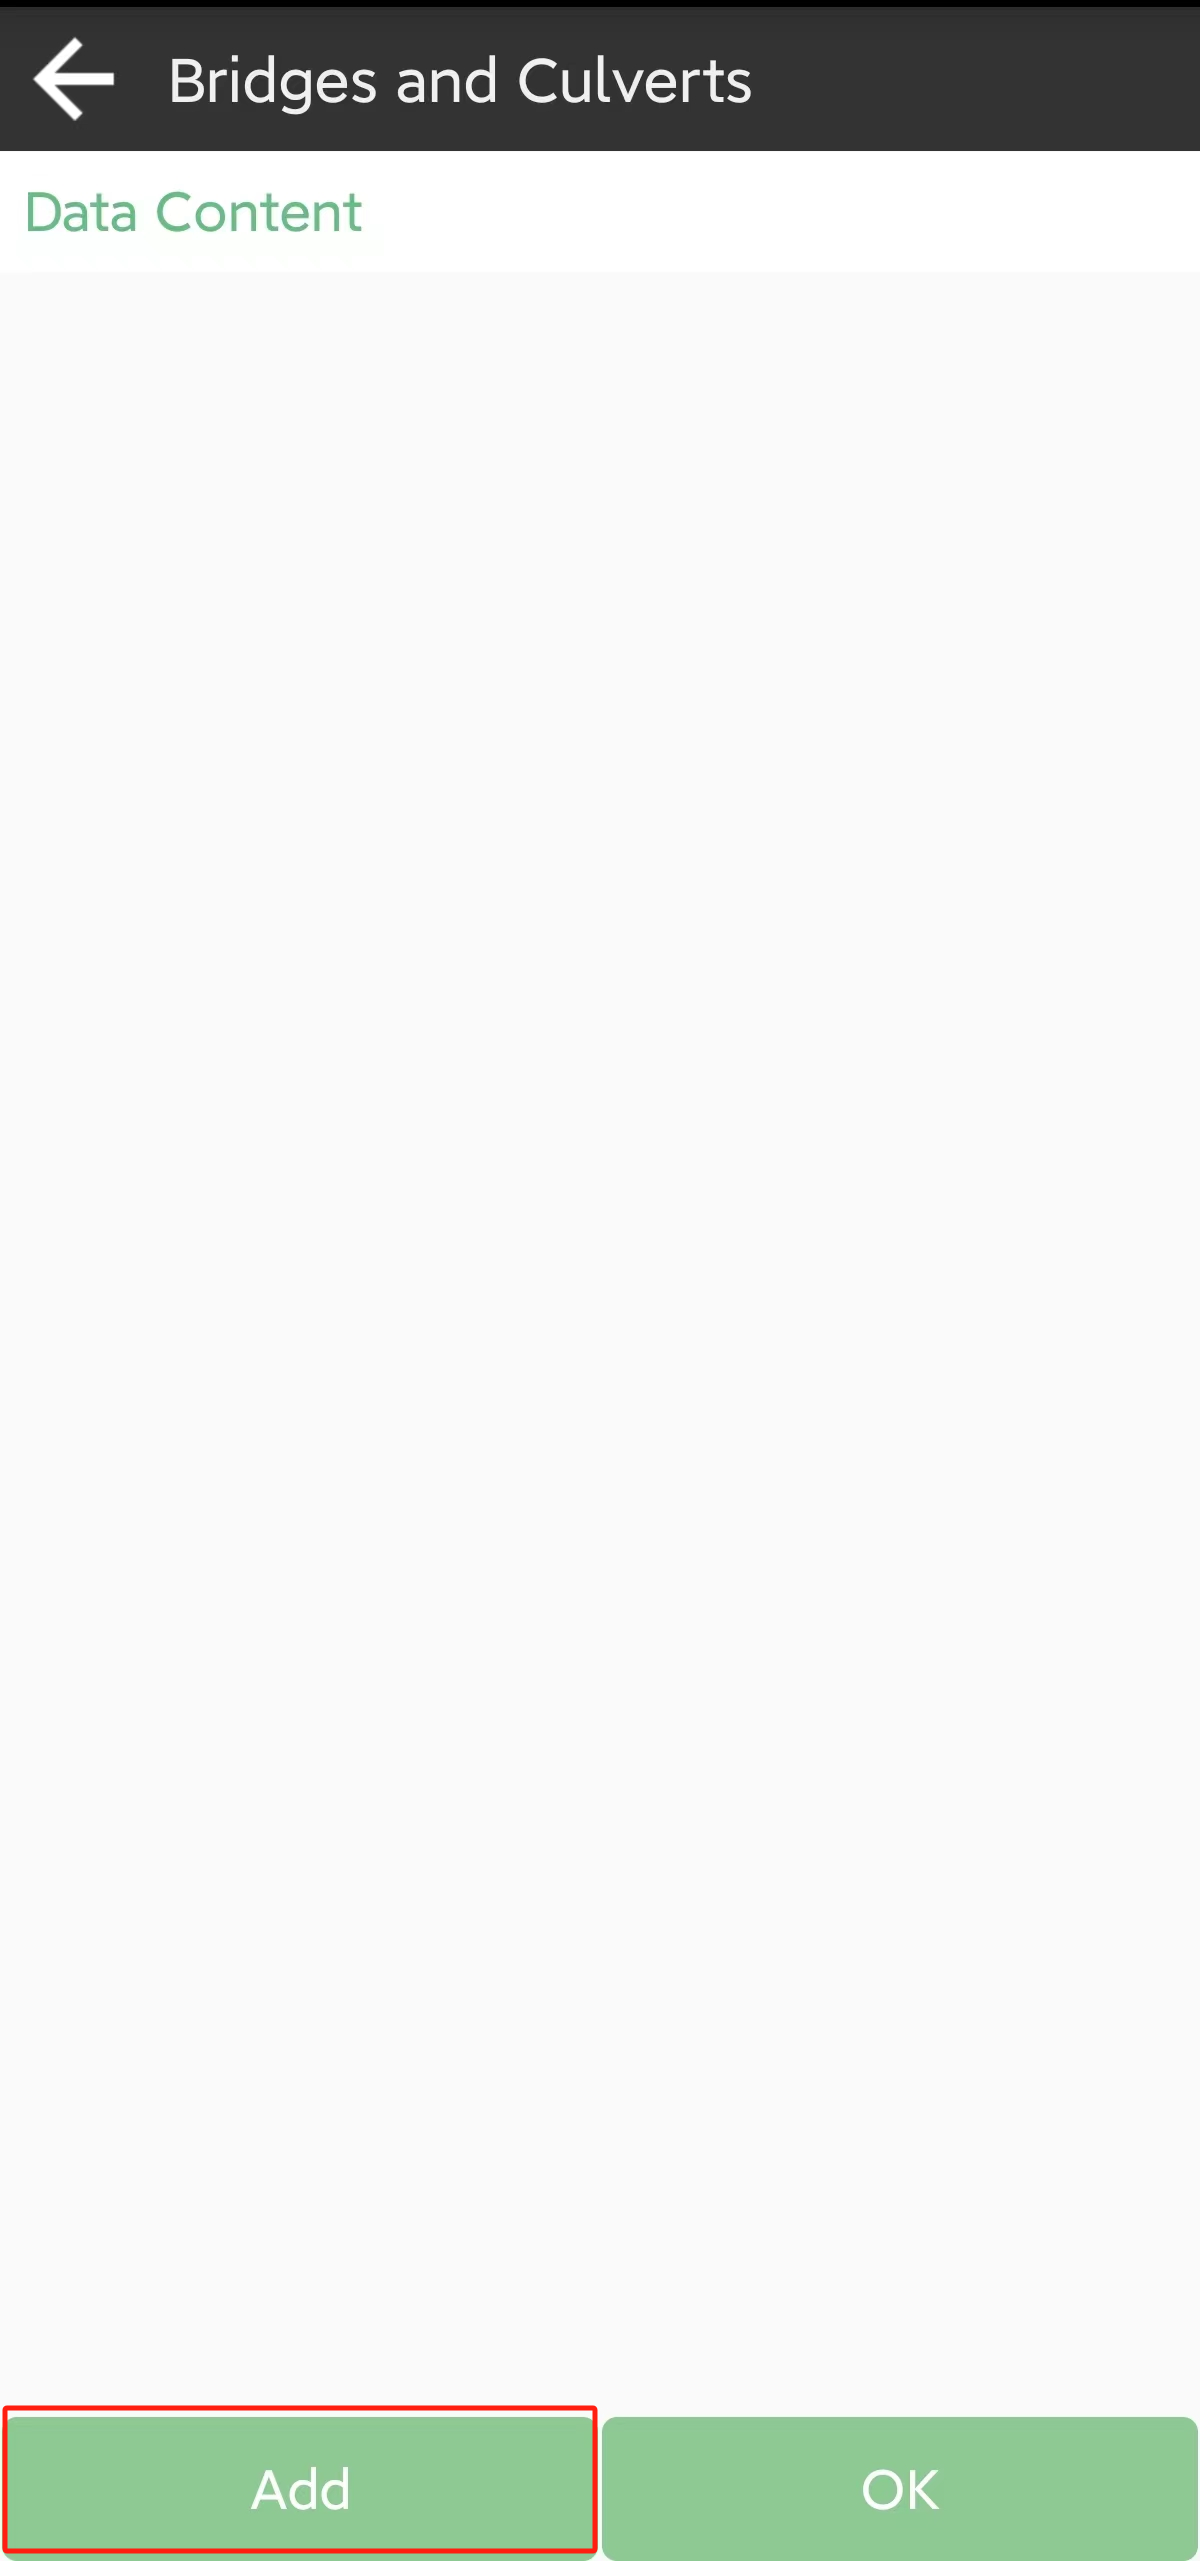 Bridges and Culverts
Data Content
Add
OK